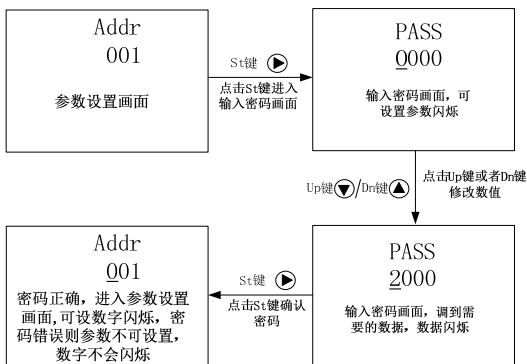 Addr
001
参数设置画面
St键
点击St键进入
输入密码画面
PASS
0000
输入密码画面，可
设置参数闪烁
Up键/Dn键
点击Up键或者Dn键
修改数值
PASS
2000
输入密码画面，调到需
要的数据，数据闪烁
St键
点击St键确认
密码
Addr
001
密码正确，进入参数设置
画面,可设数字闪烁，密
码错误则参数不可设置，
数字不会闪烁